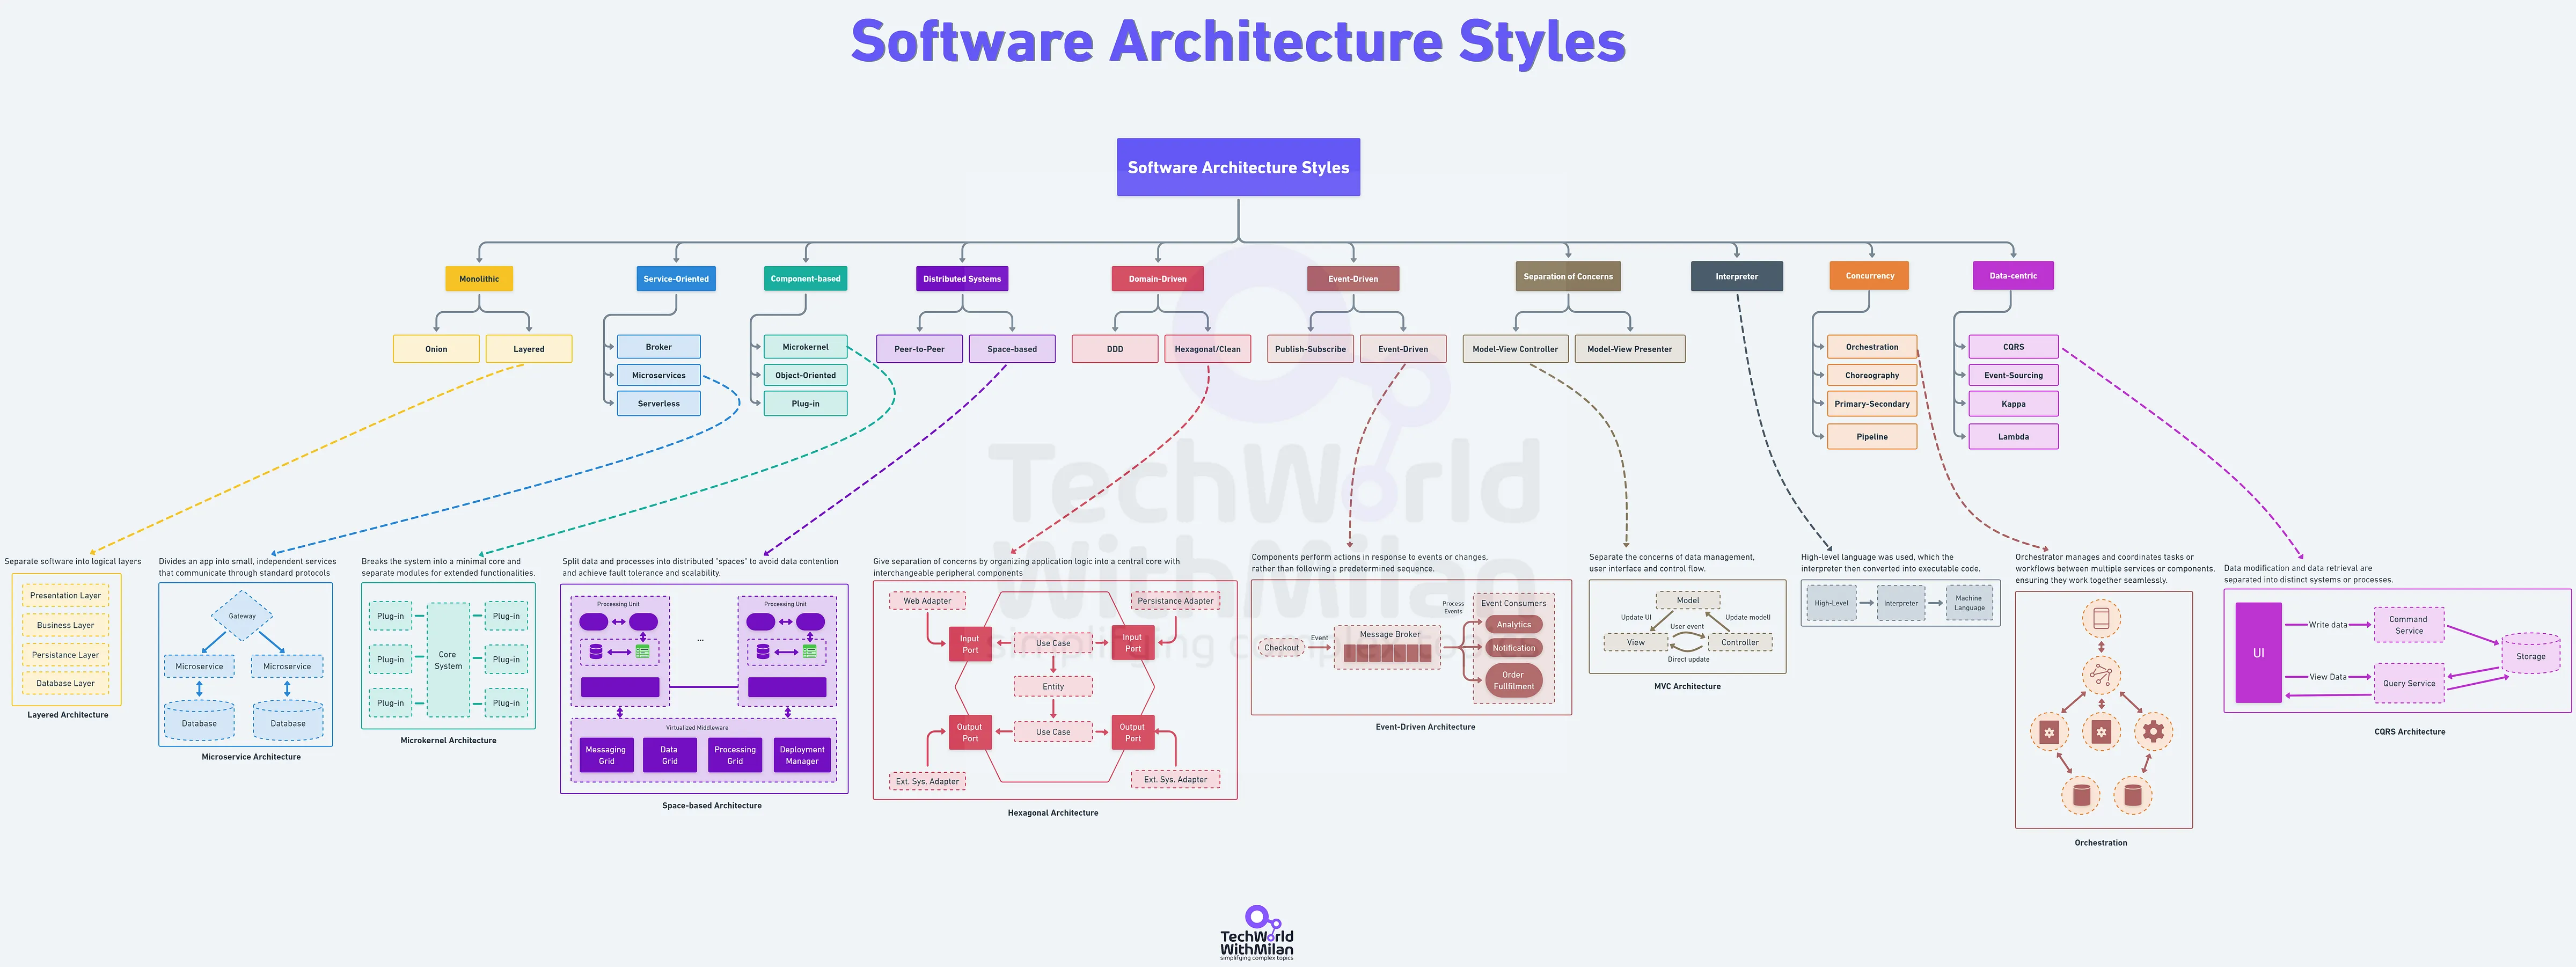 Software Architecture Styles
Software Architecture Styles
Monolithic
Service-Oriented
Component-based
Distributed Systems
Domain-Driven
Event-Driven
Separation of Concerns
Interpreter
Concurrency
Data-centric
Onion
Layered
Broker
Microservices
Serverless
Microkernel
Object-Oriented
Plug-in
Peer-to-Peer
Space-based
DDD
Hexagonal/Clean
Publish-Subscribe
Event-Driven
Model-View Controller
Model-View Presenter
Orchestration
Choreography
Primary-Secondary
Pipeline
CQRS
Event-Sourcing
Kappa
Lambda
TechWorld
WithMilan
simplifying complex topics
Separate software into logical layers
Presentation Layer
Business Layer
Persistance Layer
Database Layer
Layered Architecture
Divides an app into small, independent services
that communicate through standard protocols
Gateway
Microservice
Microservice
Database
Database
Microservice Architecture
Breaks the system into a minimal core and
separate modules for extended functionalities.
Plug-in
Plug-in
Plug-in
Core
System
Plug-in
Plug-in
Plug-in
Microkernel Architecture
Split data and processes into distributed "spaces" to avoid data contention
and achieve fault tolerance and scalability.
Processing Unit
...
Processing Unit
Virtualized Middleware
Messaging
Grid
Data
Grid
Processing
Grid
Deployment
Manager
Space-based Architecture
Give separation of concerns by organizing application logic into a central core with
interchangeable peripheral components
Web Adapter
Persistance Adapter
Input
Port
Use Case
Input
Port
Entity
Output
Port
Use Case
Output
Port
Ext. Sys. Adapter
Ext. Sys. Adapter
Hexagonal Architecture
Components perform actions in response to events or changes,
rather than following a predetermined sequence.
Checkout
Event
Message Broker
Process
Events
Event Consumers
Analytics
Notification
Order
Fullfilment
Event-Driven Architecture
Separate the concerns of data management,
user interface and control flow.
Model
Update UI
Update modell
User event
View
Controller
Direct update
MVC Architecture
High-level language was used, which the
interpreter then converted into executable code.
High-Level
Interpreter
Machine
Language
Orchestrator manages and coordinates tasks or
workflows between multiple services or components,
ensuring they work together seamlessly.
Orchestration
Data modification and data retrieval are
separated into distinct systems or processes.
UI
Write data
Command
Service
Storage
View Data
Query Service
CQRS Architecture
TechWorld
WithMilan
simplifying complex topics